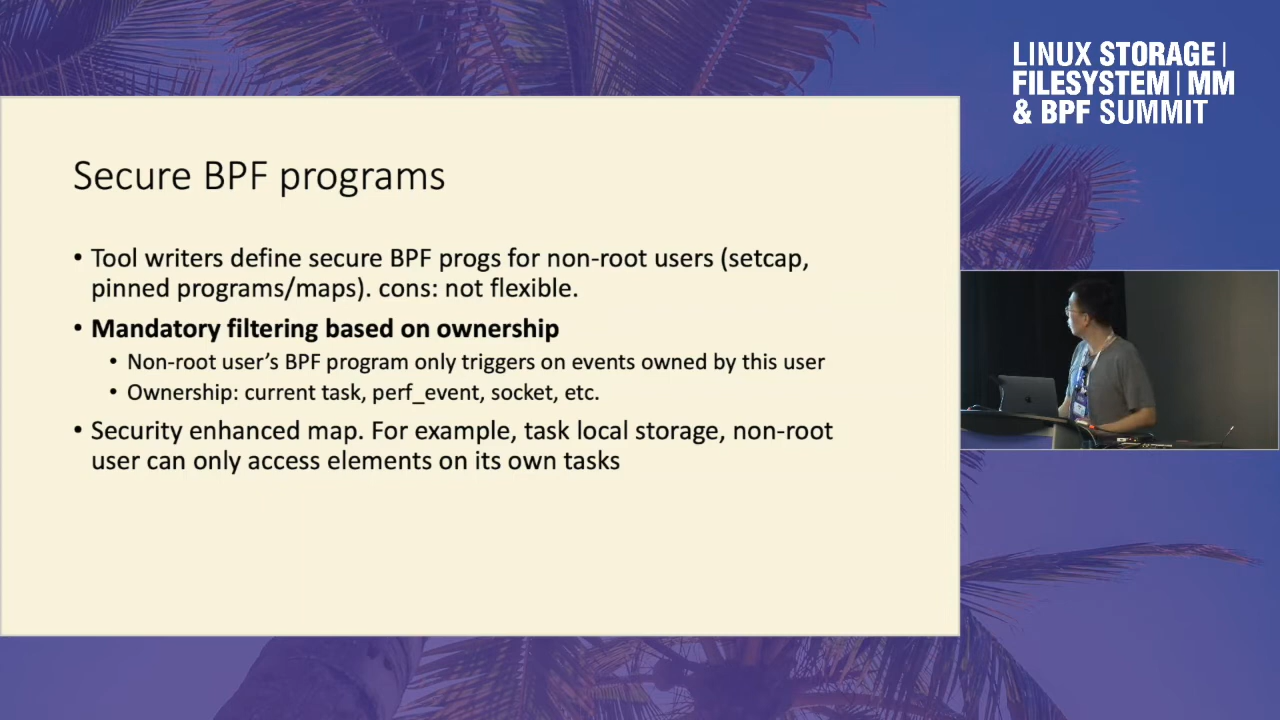 LINUX STORAGE |
FILESYSTEM | MM
& BPF SUMMIT
Secure BPF programs
• Tool writers define secure BPF progs for non-root users (setcap,
pinned programs/maps). cons: not flexible.
• Mandatory filtering based on ownership
• Non-root user’s BPF program only triggers on events owned by this user
• Ownership: current task, perf_event, socket, etc.
• Security enhanced map. For example, task local storage, non-root
user can only access elements on its own tasks